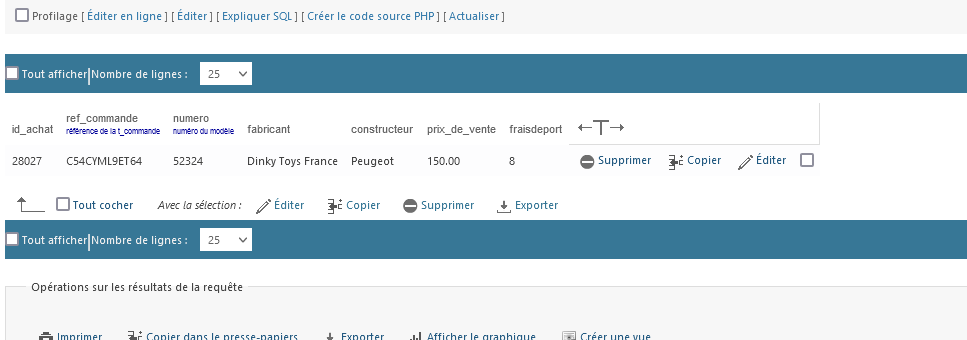 Profilage [ Éditer en ligne ] [ Éditer ] [ Expliquer SQL ] [ Créer le code source PHP ] [ Actualiser ]
Tout afficher Nombre de lignes : 25
id_achat ref_commande numero fabricant constructeur prix_de_vente fraisdeport
référence de la t_commande numéro du modèle
28027 C54CYML9ET64 52324 Dinky Toys France Peugeot 150.00 8 Supprimer Copier Éditer
Tout cocher Avec la sélection : Éditer Copier Supprimer Exporter
Tout afficher Nombre de lignes : 25
Opérations sur les résultats de la requête
Imprimer Copier dans le presse-papiers Exporter Afficher le graphique Créer une vue